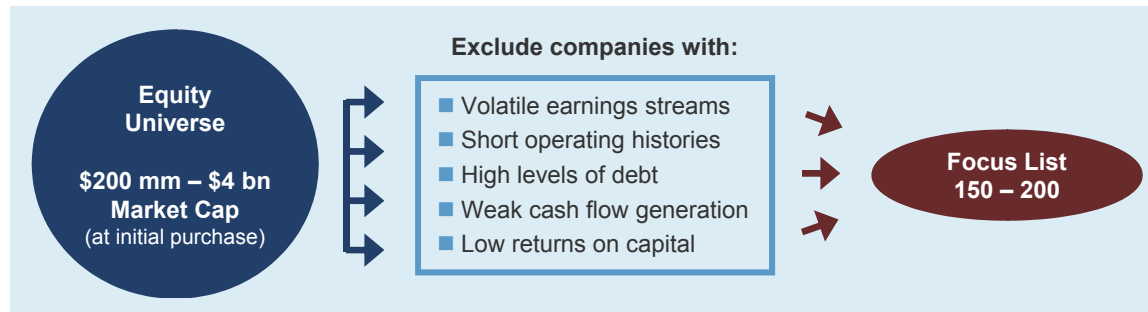 Equity
Universe
$200 mm – $4 bn
Market Cap
(at initial purchase)
Exclude companies with:
Volatile earnings streams
Short operating histories
High levels of debt
Weak cash flow generation
Low returns on capital
Focus List
150 – 200